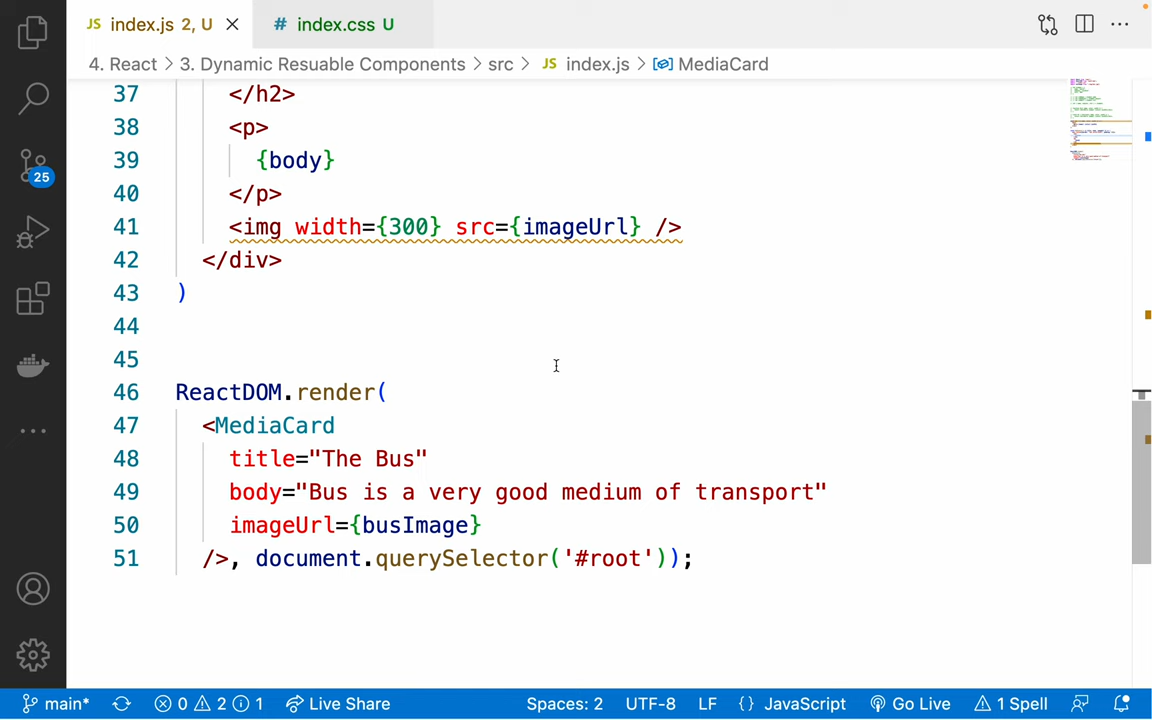 JS index.js 2, U
# index.css U
4. React > 3. Dynamic Resuable Components > src > JS index.js > MediaCard
37 </h2>
38 <p>
39 {body}
40 </p>
41 <img width={300} src={imageUrl} />
42 </div>
43 )
44
45
46 ReactDOM.render(
47 <MediaCard
48 title="The Bus"
49 body="Bus is a very good medium of transport"
50 imageUrl={busImage}
51 />, document.querySelector('#root'));
25
main* 0 2 1 Live Share Spaces: 2 UTF-8 LF {} JavaScript Go Live 1 Spell